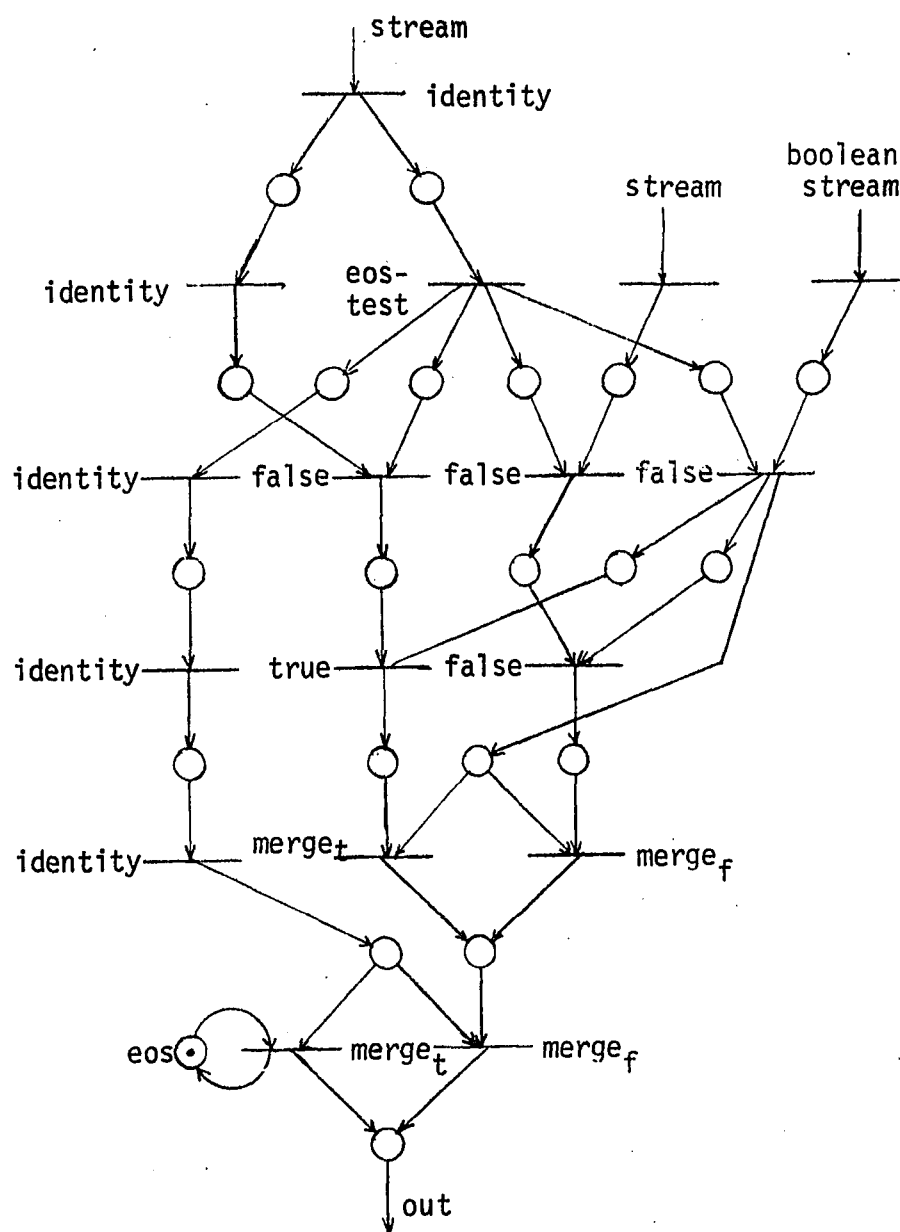 stream
identity
boolean
stream
stream
identity
eos-
test
identity
false
false
false
identity
true
false
identity
merge_t
merge_f
eos
merge_t
merge_f
out